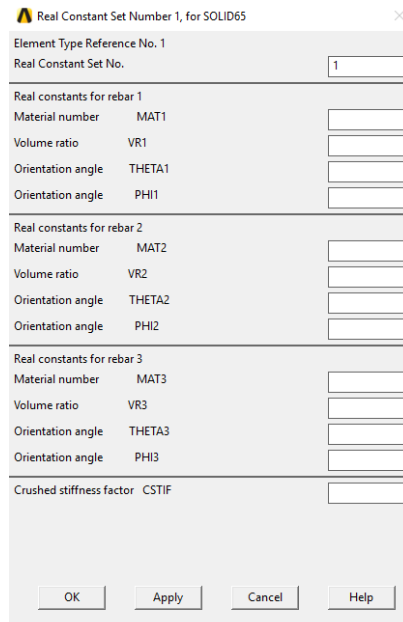 Real Constant Set Number 1, for SOLID65
Element Type Reference No. 1
Real Constant Set No. 1
Real constants for rebar 1
Material number MAT1
Volume ratio VR1
Orientation angle THETA1
Orientation angle PHI1
Real constants for rebar 2
Material number MAT2
Volume ratio VR2
Orientation angle THETA2
Orientation angle PHI2
Real constants for rebar 3
Material number MAT3
Volume ratio VR3
Orientation angle THETA3
Orientation angle PHI3
Crushed stiffness factor CSTIF
OK Apply Cancel Help